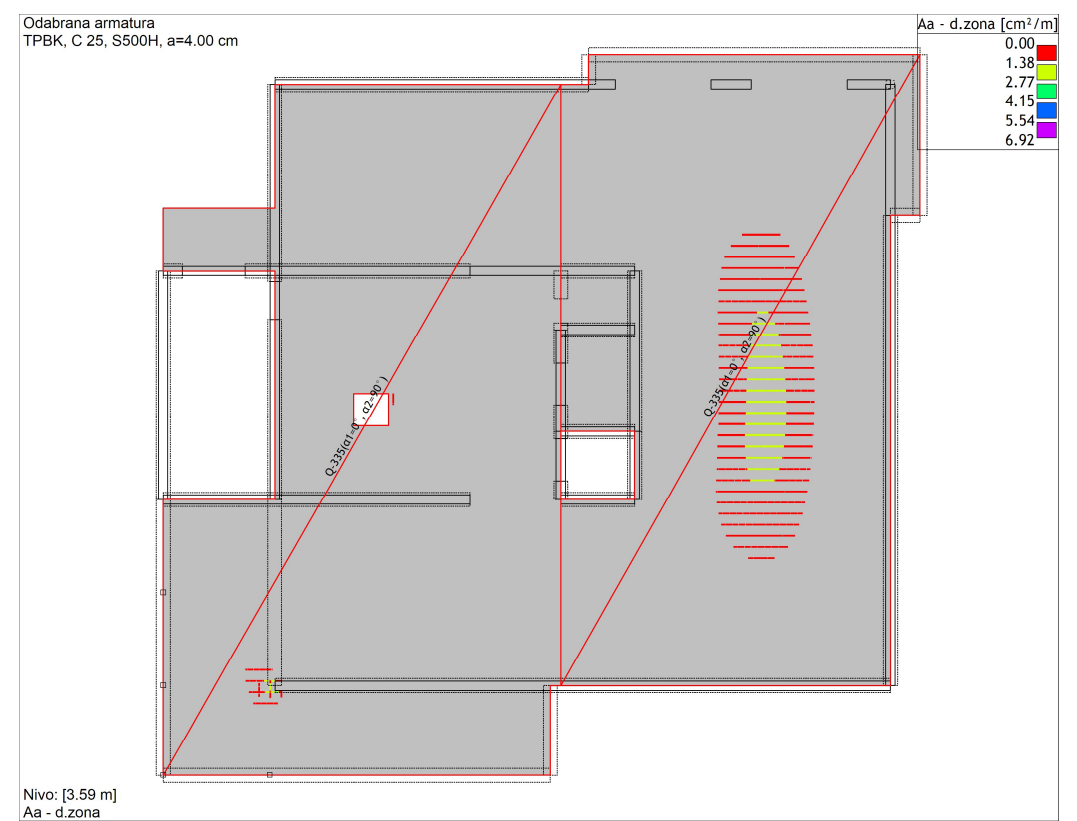 Odabrana armatura
TPBK, C 25, S500H, a=4.00 cm
Aa - d.zona [cm²/m]
0.00
1.38
2.77
4.15
5.54
6.92
Q-335(α1=0°, α2=90°)
Q-335(α1=0°, α2=90°)
Nivo: [3.59 m]
Aa - d.zona